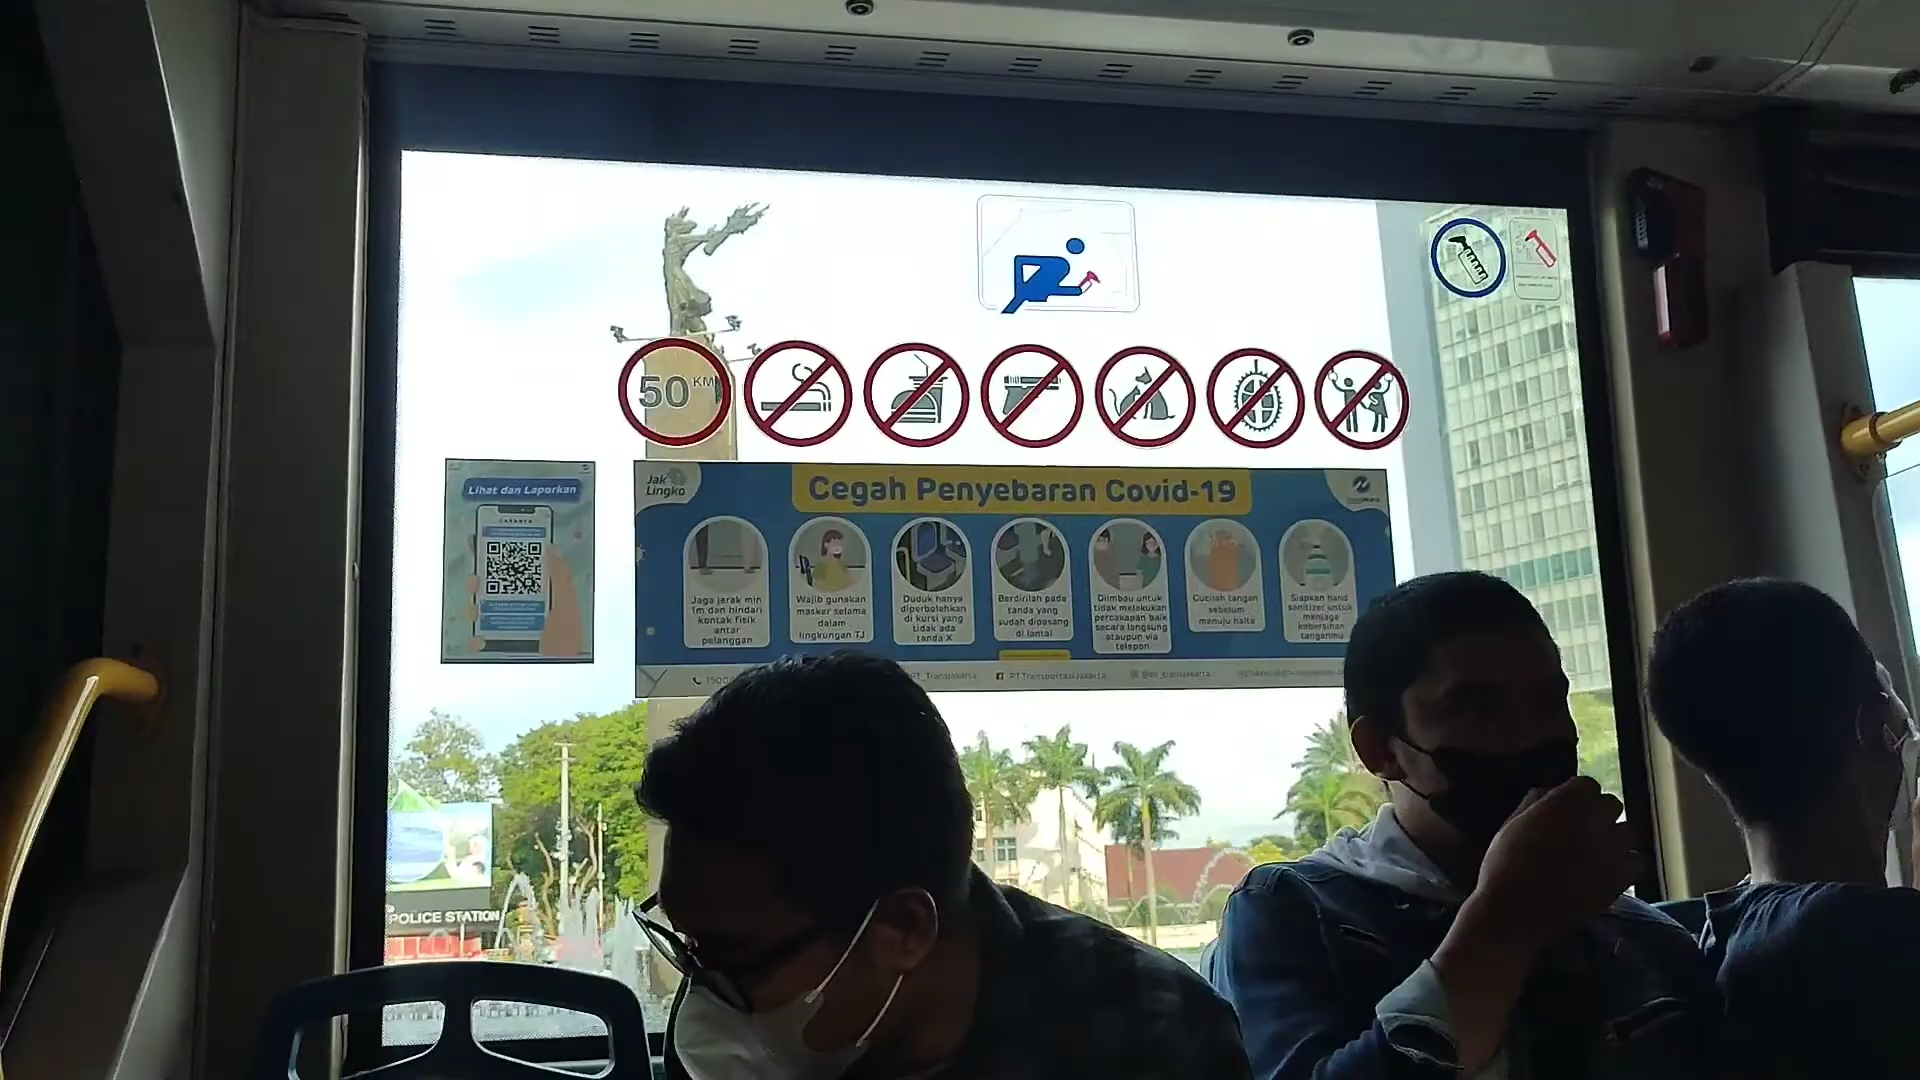 50 KM
Lihat dan Laporkan
CARANYA
Jak
Lingko
Cegah Penyebaran Covid-19
Jaga jarak min
1m dan hindari
kontak fisik
antar
pelanggan
Wajib gunakan
masker selama
dalam
lingkungan TJ
Duduk hanya
diperbolehkan
di kursi yang
tidak ada
tanda X
Berdirilah pada
tanda yang
sudah dipasang
di lantai
Diimbau untuk
tidak melakukan
percakapan baik
secara langsung
ataupun via
telepon
Cucilah tangan
sebelum
menuju halte
Siapkan hand
sanitizer untuk
menjaga
kebersihan
tanganmu
PT_Transjakarta
PT Transportasi Jakarta
@pt_transjakarta
POLICE STATION